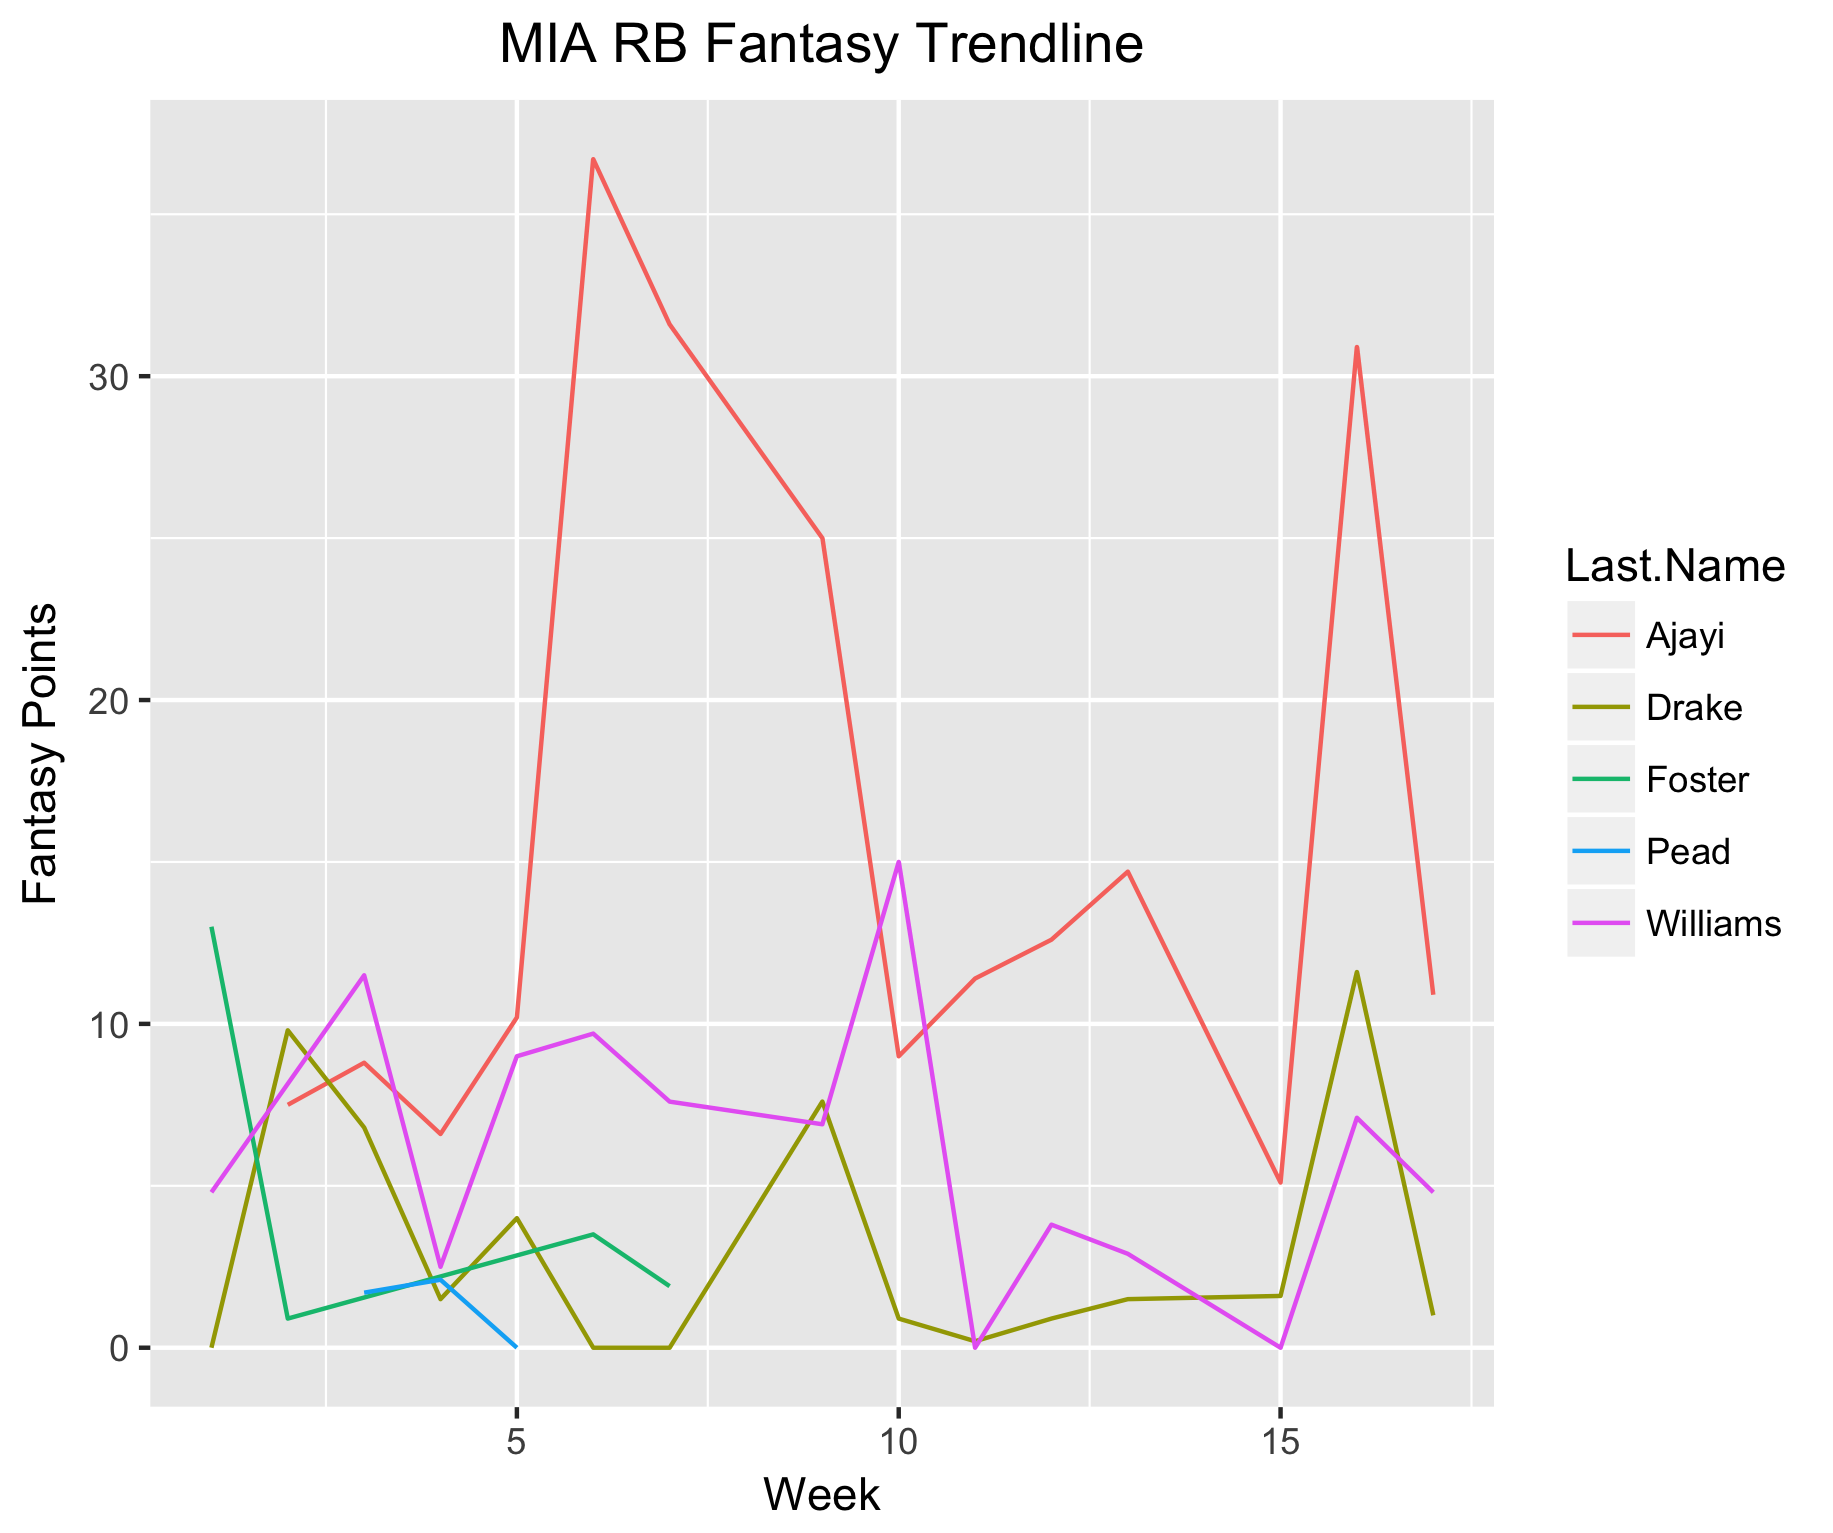 MIA RB Fantasy Trendline
Fantasy Points
30
20
10
0
5 10 15
Week
Last.Name
Ajayi
Drake
Foster
Pead
Williams